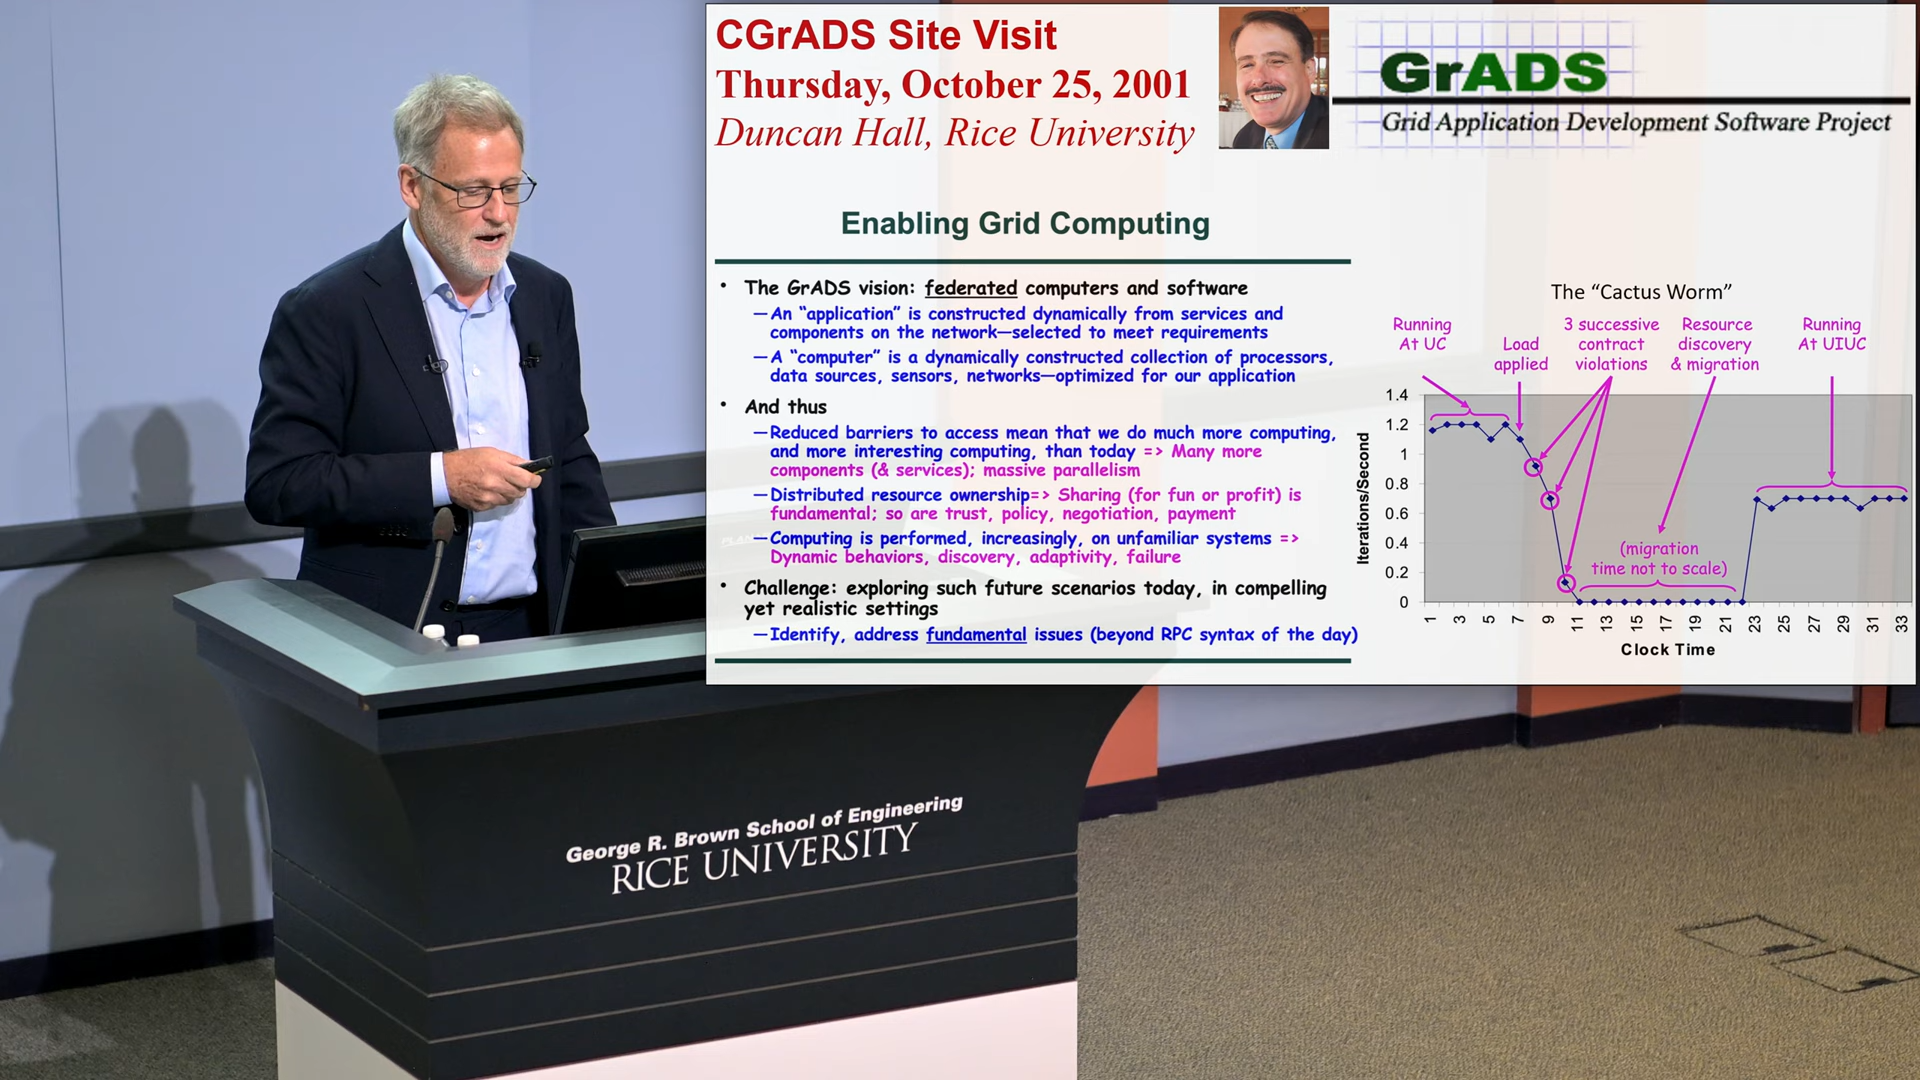 CGrADS Site Visit
Thursday, October 25, 2001
Duncan Hall, Rice University
GrADS
Grid Application Development Software Project
Enabling Grid Computing
• The GrADS vision: federated computers and software
—An “application” is constructed dynamically from services and
components on the network—selected to meet requirements
—A “computer” is a dynamically constructed collection of processors,
data sources, sensors, networks—optimized for our application
• And thus
—Reduced barriers to access mean that we do much more computing,
and more interesting computing, than today => Many more
components (& services); massive parallelism
—Distributed resource ownership=> Sharing (for fun or profit) is
fundamental; so are trust, policy, negotiation, payment
—Computing is performed, increasingly, on unfamiliar systems =>
Dynamic behaviors, discovery, adaptivity, failure
• Challenge: exploring such future scenarios today, in compelling
yet realistic settings
—Identify, address fundamental issues (beyond RPC syntax of the day)
The “Cactus Worm”
Running
At UC
Load
applied
3 successive
contract
violations
Resource
discovery
& migration
Running
At UIUC
(migration
time not to scale)
Iterations/Second
1.4
1.2
1
0.8
0.6
0.4
0.2
0
1 3 5 7 9 11 13 15 17 19 21 23 25 27 29 31 33
Clock Time
George R. Brown School of Engineering
RICE UNIVERSITY